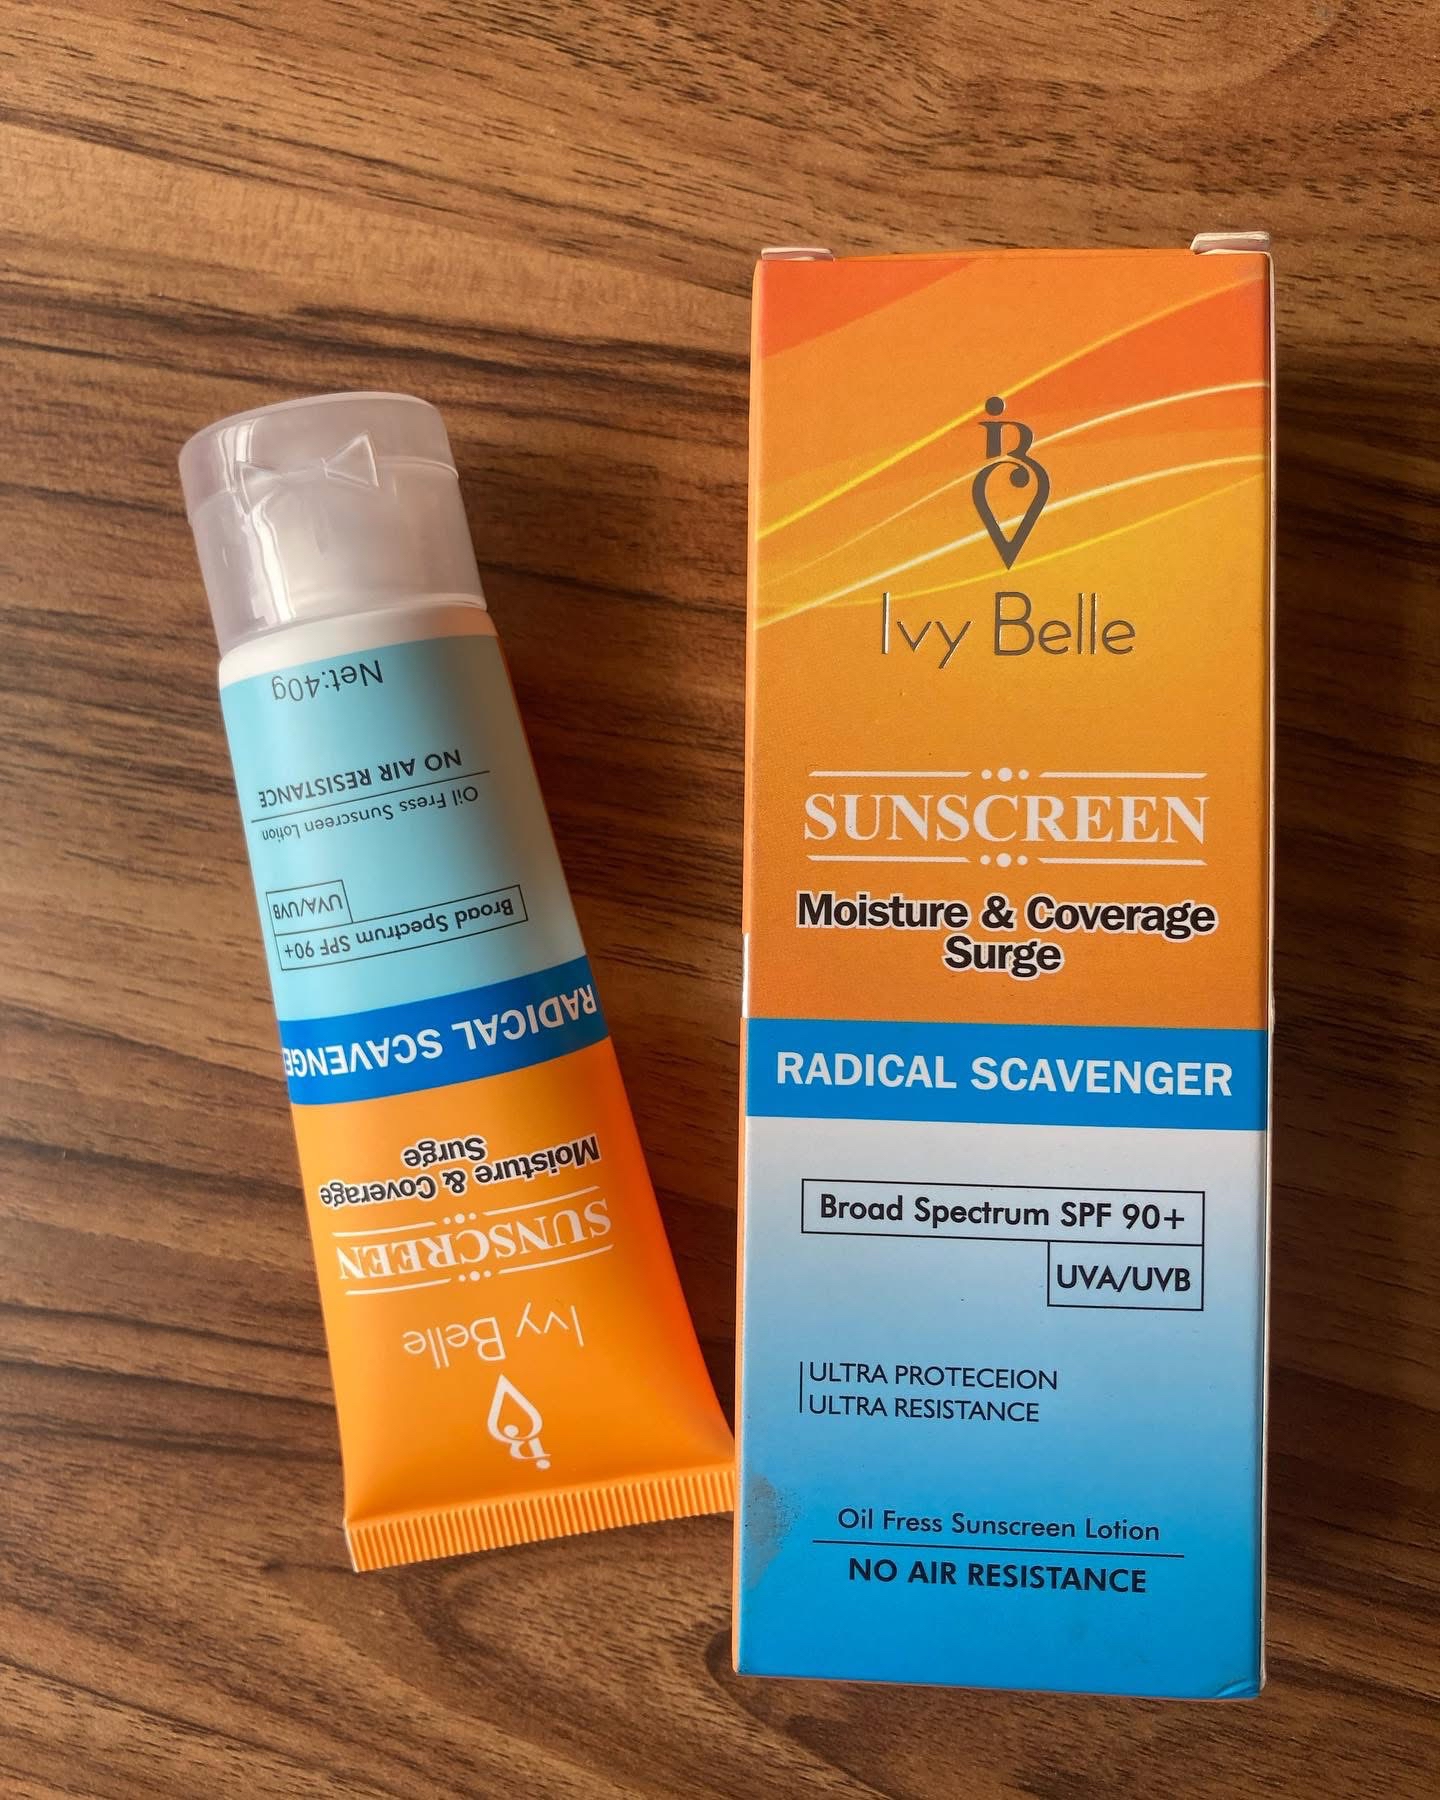 Ivy Belle
SUNSCREEN
Moisture & Coverage
Surge
RADICAL SCAVENGER
Broad Spectrum SPF 90+
UVA/UVB
ULTRA PROTECEION
ULTRA RESISTANCE
Oil Fress Sunscreen Lotion
NO AIR RESISTANCE
Ivy Belle
SUNSCREEN
Moisture & Coverage
Surge
RADICAL SCAVENGE
Broad Spectrum SPF 90+
UVA/UVB
Oil Fress Sunscreen Lotion
NO AIR RESISTANCE
Net:40g